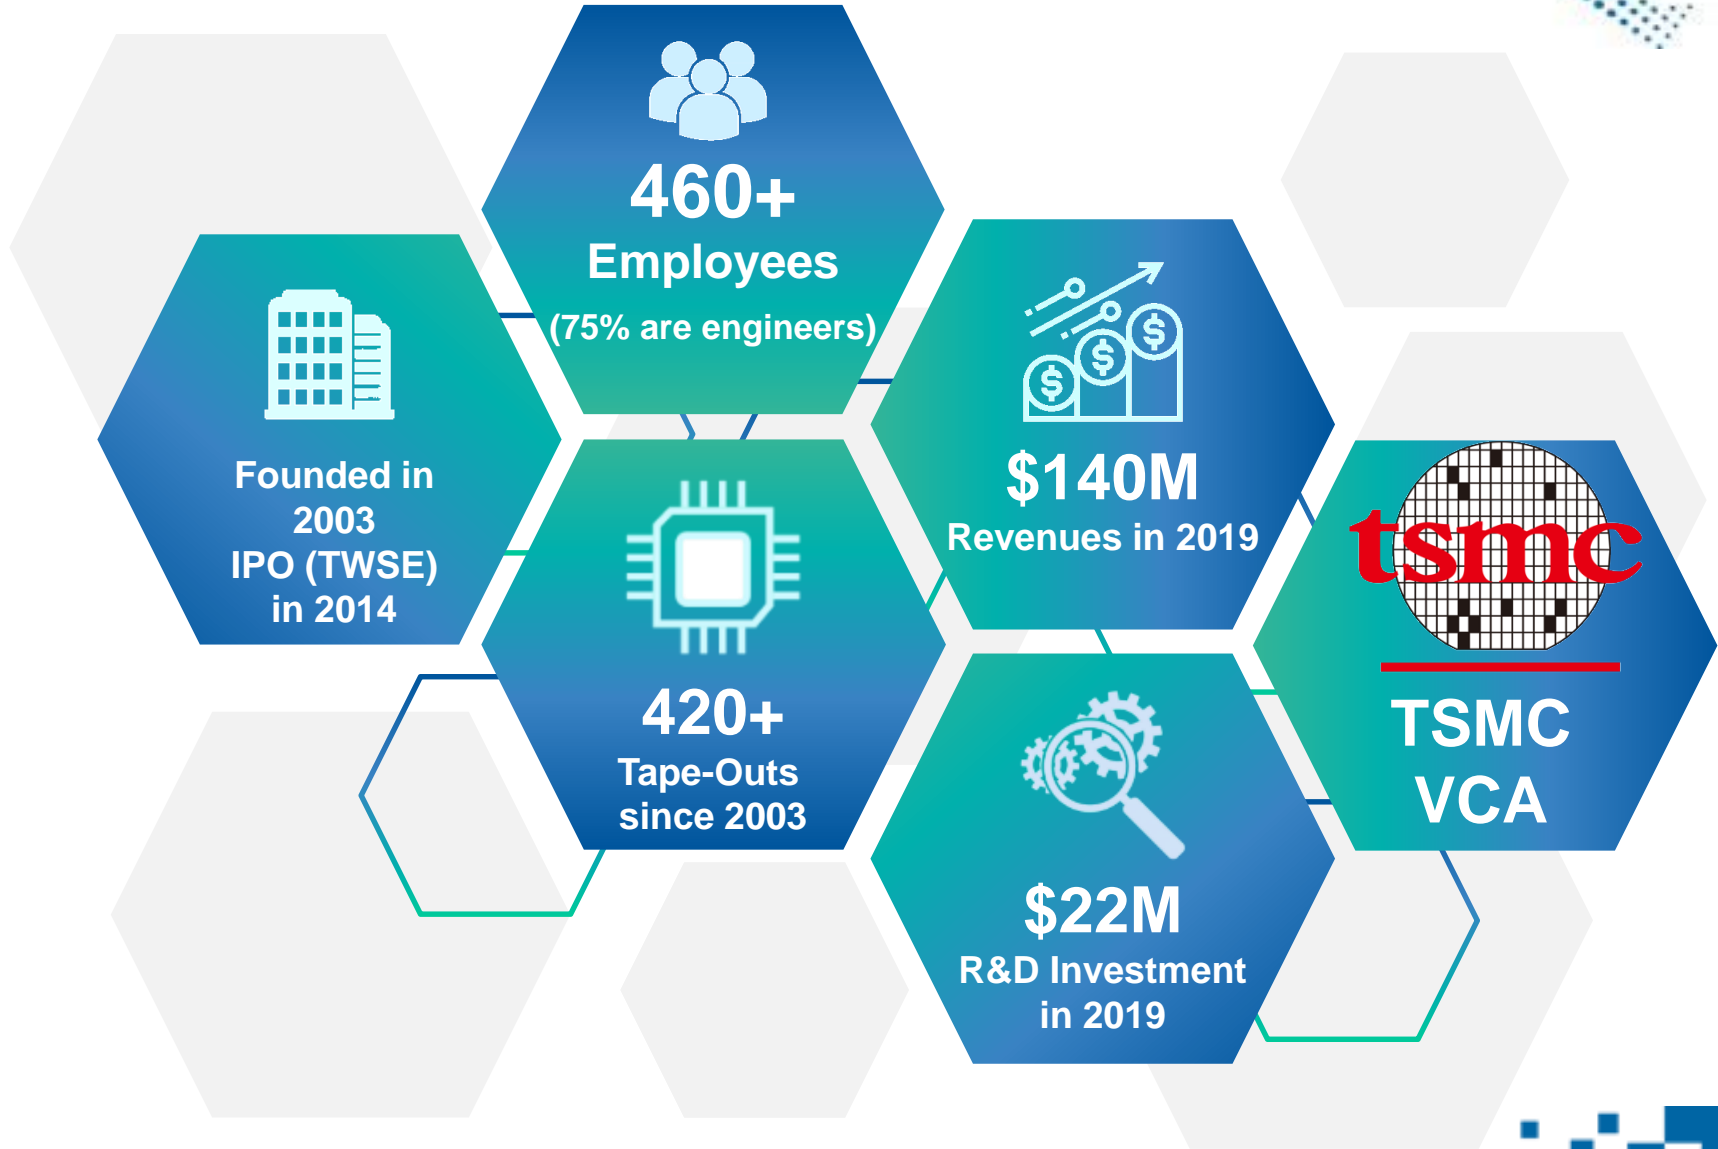 460+
Employees
(75% are engineers)
Founded in
2003
IPO (TWSE)
in 2014
$140M
Revenues in 2019
420+
Tape-Outs
since 2003
$22M
R&D Investment
in 2019
tsmc
TSMC
VCA